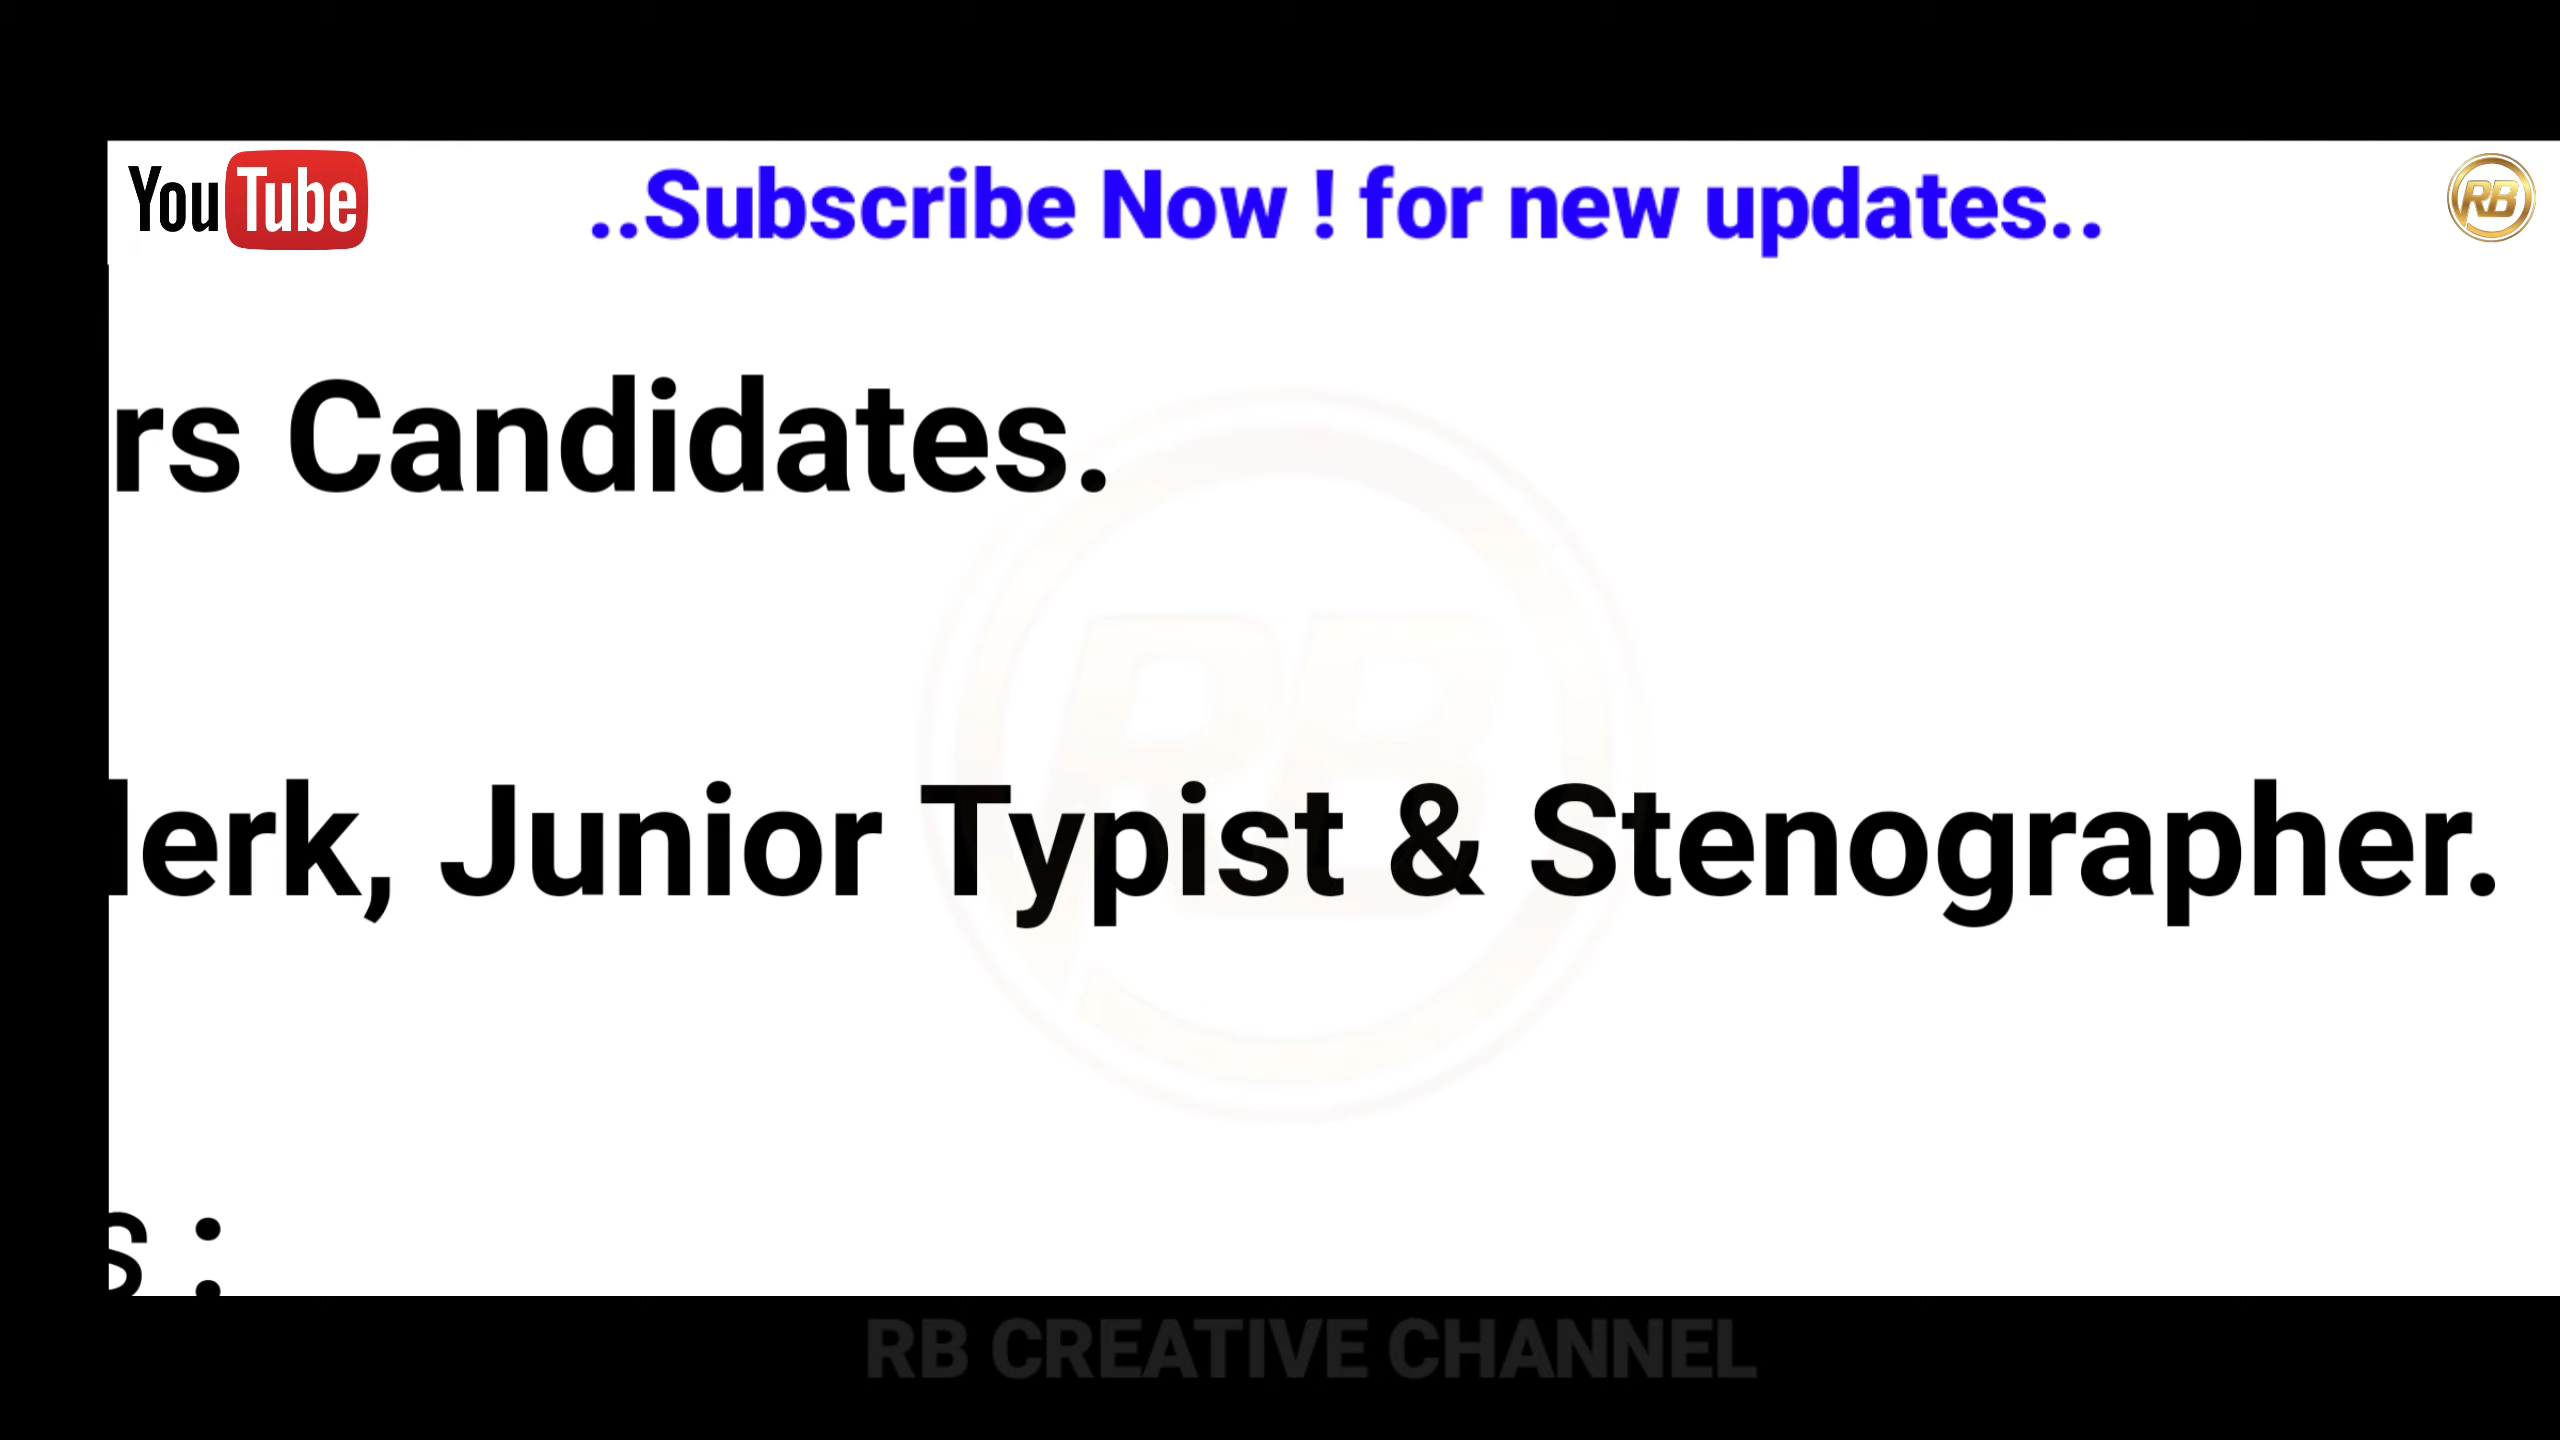 YouTube ..Subscribe Now ! for new updates.. RB
rs Candidates.
lerk, Junior Typist & Stenographer.
s :
RB CREATIVE CHANNEL